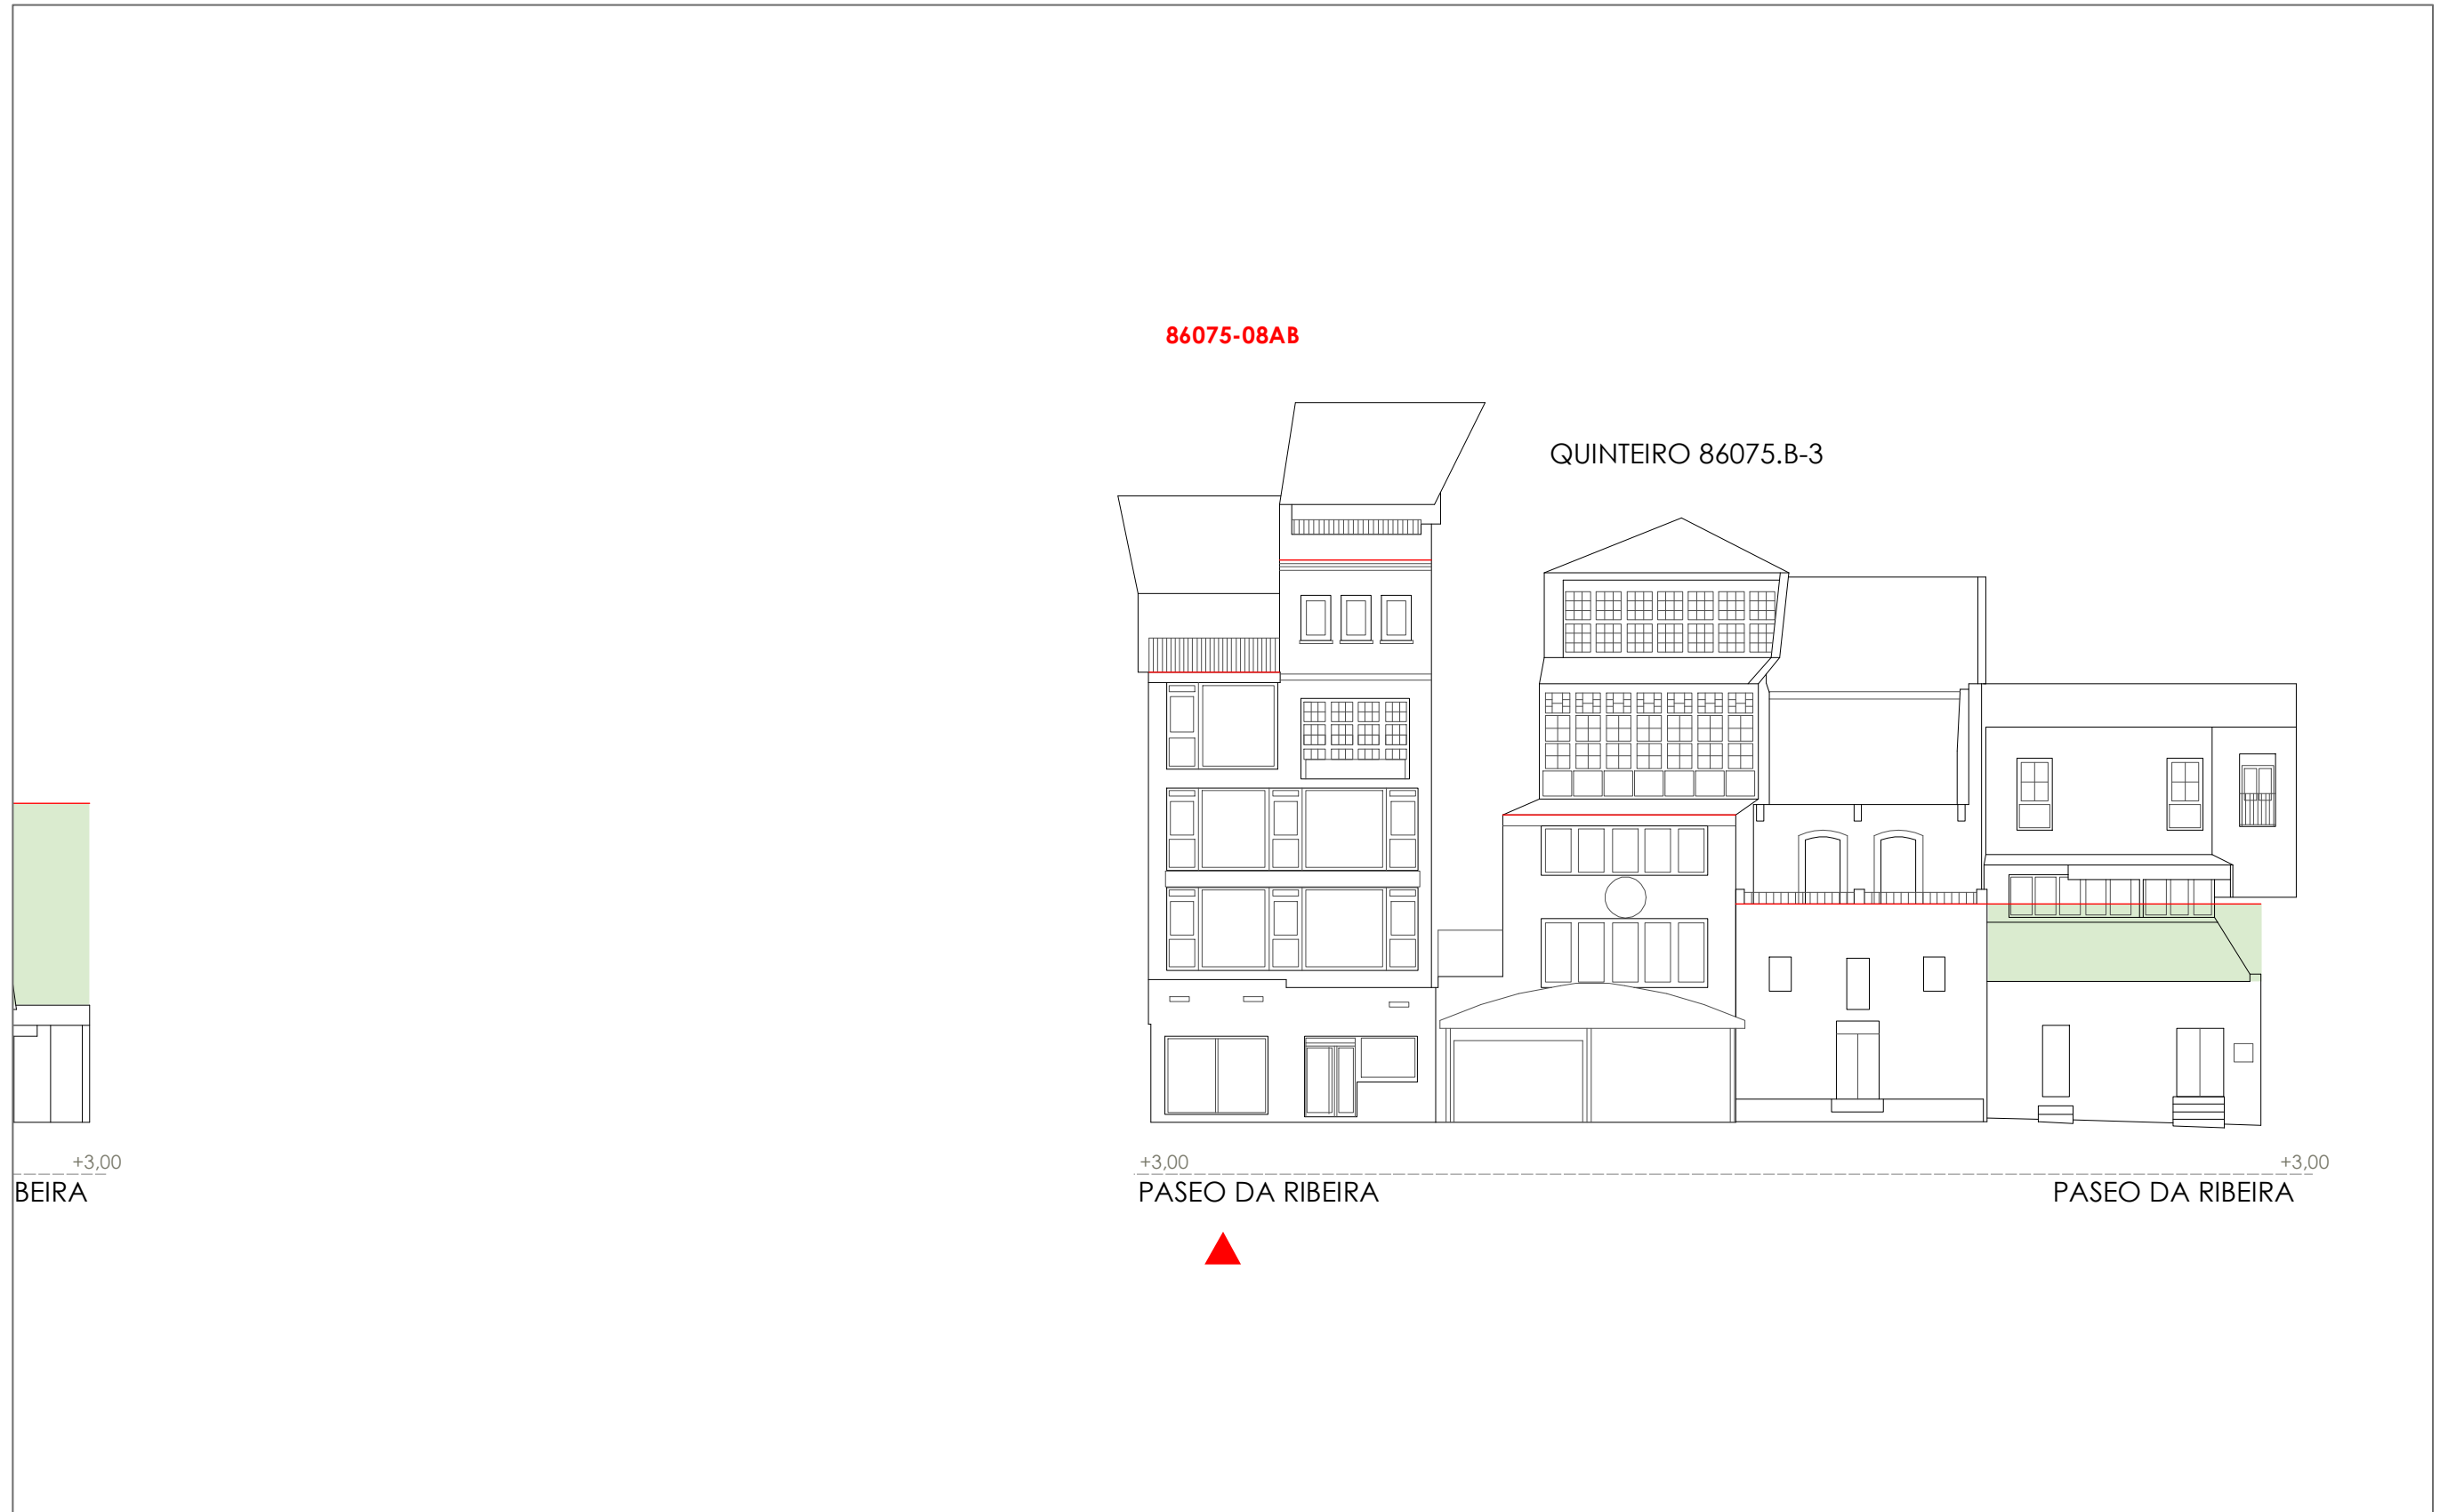 86075-08AB
QUINTEIRO 86075.B-3
+3,00
BEIRA
+3,00
+3,00
PASEO DA RIBEIRA
PASEO DA RIBEIRA